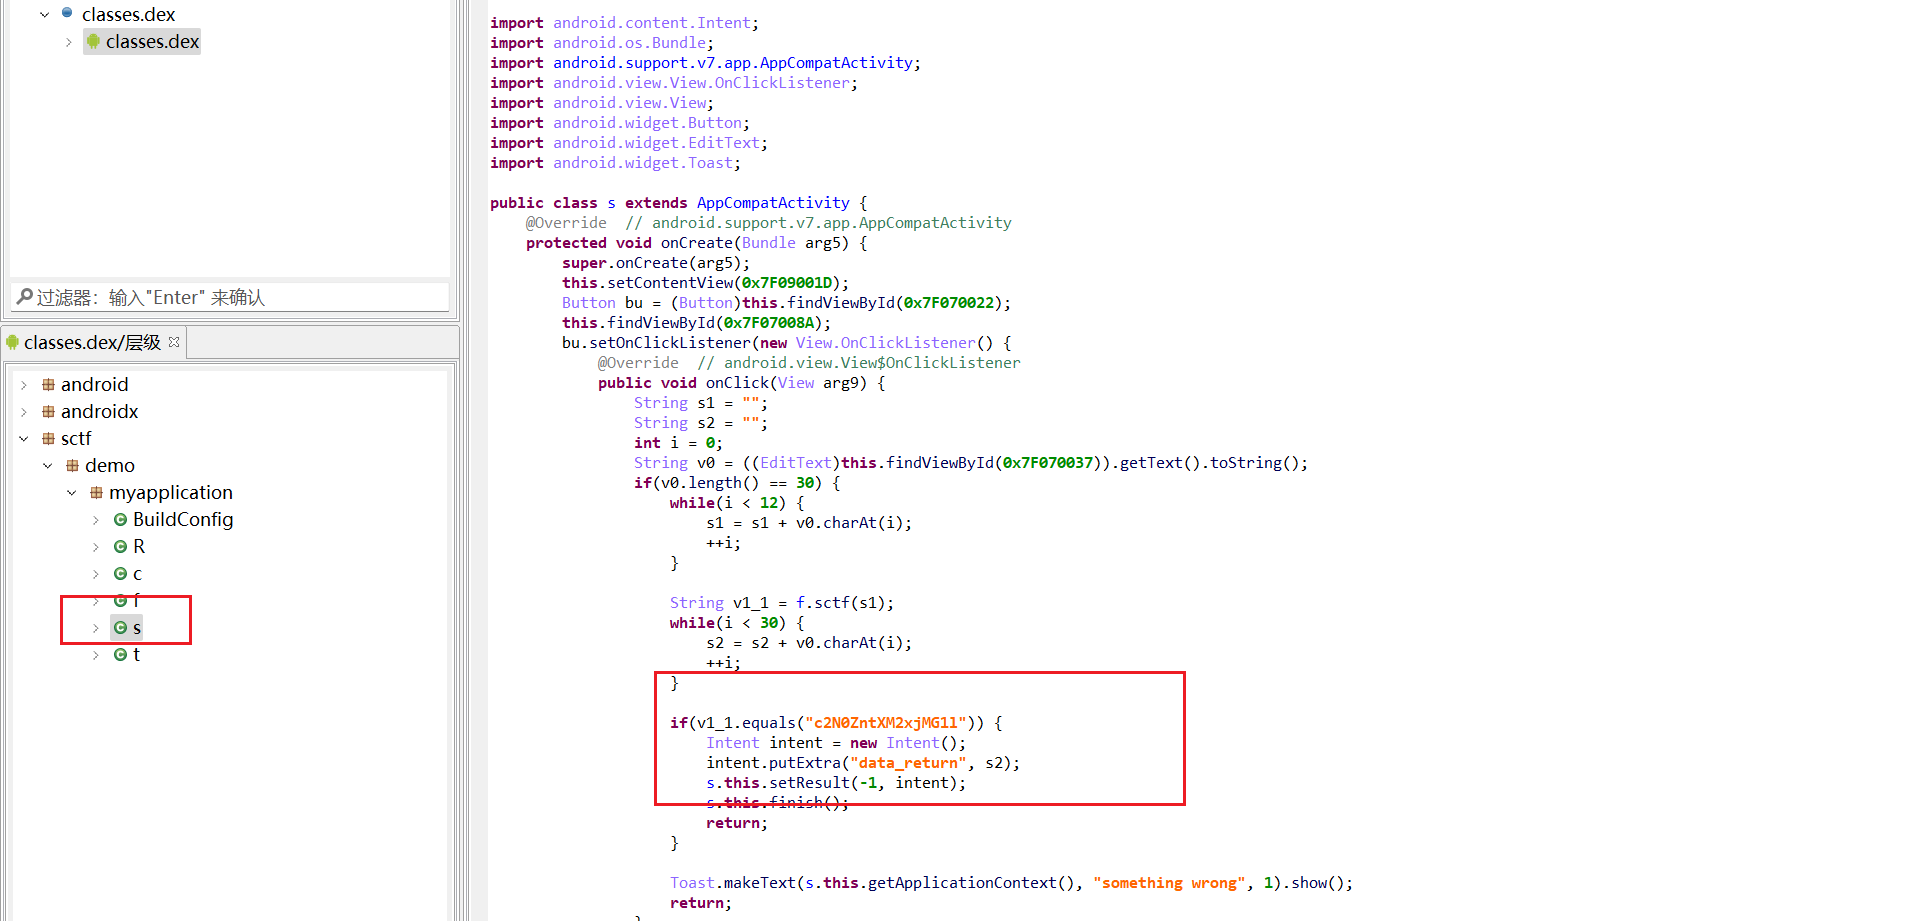 classes.dex
classes.dex
过滤器：输入"Enter" 来确认
classes.dex/层级
android
androidx
sctf
demo
myapplication
BuildConfig
R
c
f
s
t
import android.content.Intent;
import android.os.Bundle;
import android.support.v7.app.AppCompatActivity;
import android.view.View.OnClickListener;
import android.view.View;
import android.widget.Button;
import android.widget.EditText;
import android.widget.Toast;
public class s extends AppCompatActivity {
@Override  // android.support.v7.app.AppCompatActivity
protected void onCreate(Bundle arg5) {
super.onCreate(arg5);
this.setContentView(0x7F09001D);
Button bu = (Button)this.findViewById(0x7F070022);
this.findViewById(0x7F07008A);
bu.setOnClickListener(new View.OnClickListener() {
@Override  // android.view.View$OnClickListener
public void onClick(View arg9) {
String s1 = "";
String s2 = "";
int i = 0;
String v0 = ((EditText)this.findViewById(0x7F070037)).getText().toString();
if(v0.length() == 30) {
while(i < 12) {
s1 = s1 + v0.charAt(i);
++i;
}
String v1_1 = f.sctf(s1);
while(i < 30) {
s2 = s2 + v0.charAt(i);
++i;
}
if(v1_1.equals("c2N0ZntXM2xjMG1l")) {
Intent intent = new Intent();
intent.putExtra("data_return", s2);
s.this.setResult(-1, intent);
s.this.finish();
return;
}
Toast.makeText(s.this.getApplicationContext(), "something wrong", 1).show();
return;